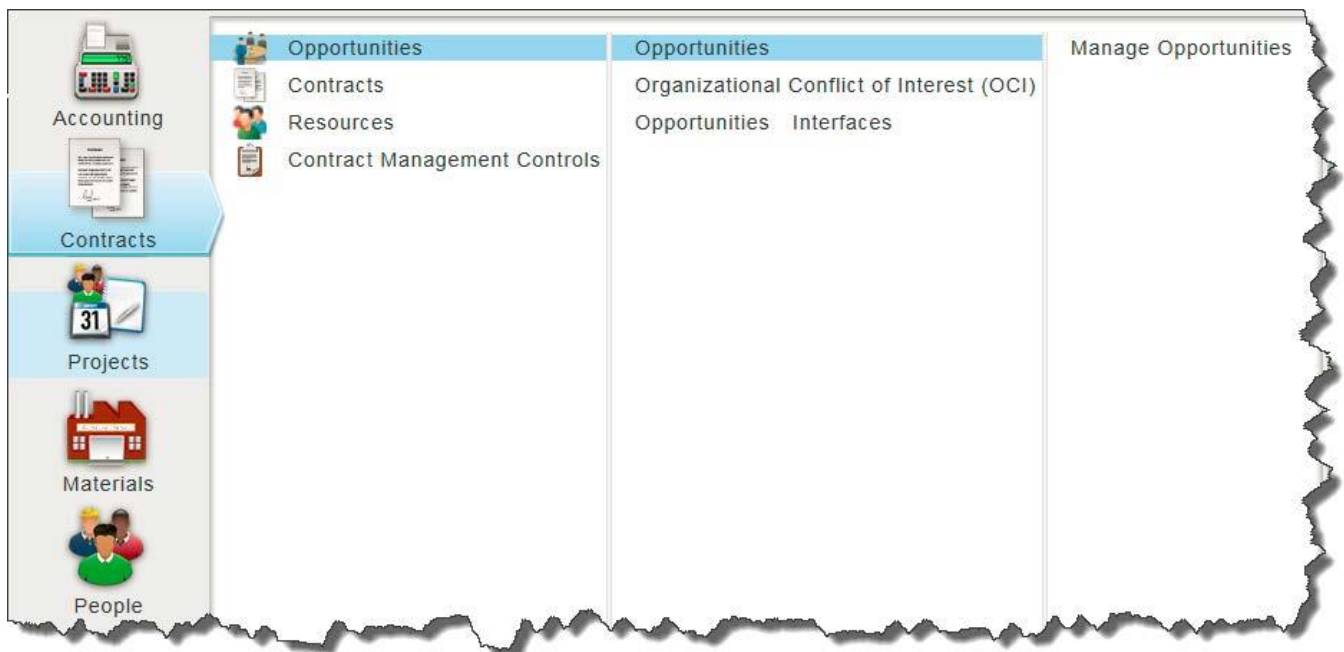 Accounting
Contracts
31
Projects
Materials
People
Opportunities
Contracts
Resources
Contract Management Controls
Opportunities
Organizational Conflict of Interest (OCI)
Opportunities Interfaces
Manage Opportunities